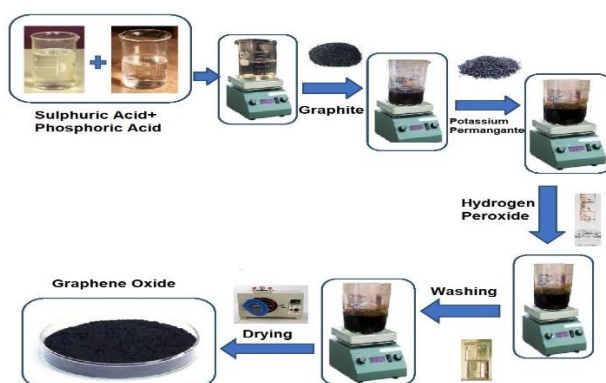 Sulphuric Acid+
Phosphoric Acid
Graphite
Potassium
Permangante
Hydrogen
Peroxide
Washing
Drying
Graphene Oxide